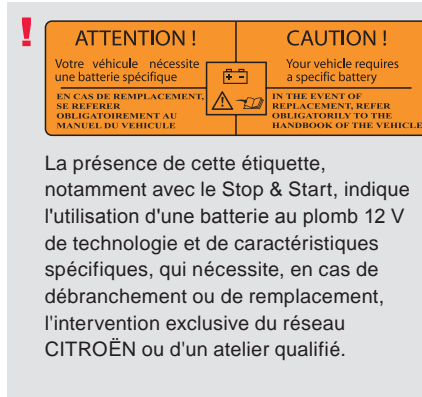 !
ATTENTION !
Votre véhicule nécessite
une batterie spécifique
EN CAS DE REMPLACEMENT,
SE REFERER
OBLIGATOIREMENT AU
MANUEL DU VEHICULE
CAUTION !
Your vehicle requires
a specific battery
IN THE EVENT OF
REPLACEMENT, REFER
OBLIGATORILY TO THE
HANDBOOK OF THE VEHICLE
La présence de cette étiquette,
notamment avec le Stop & Start, indique
l'utilisation d'une batterie au plomb 12 V
de technologie et de caractéristiques
spécifiques, qui nécessite, en cas de
débranchement ou de remplacement,
l'intervention exclusive du réseau
CITROËN ou d'un atelier qualifié.